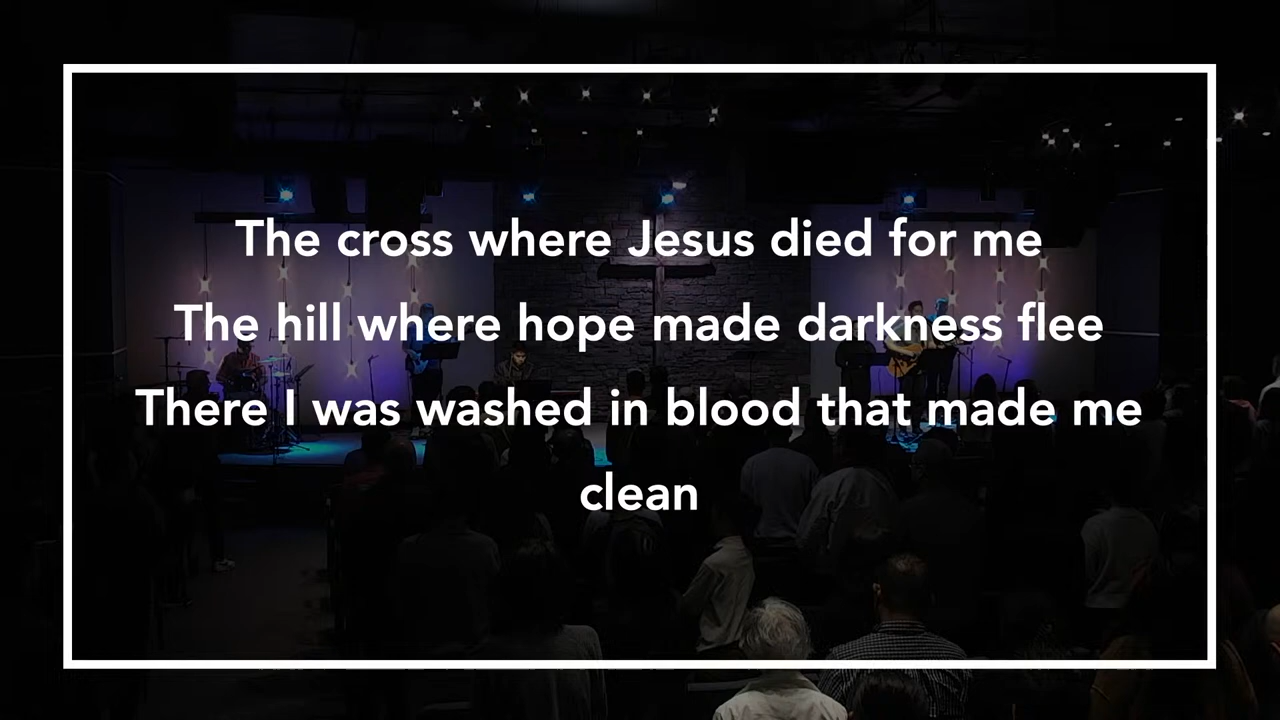 The cross where Jesus died for me
The hill where hope made darkness flee
There I was washed in blood that made me
clean